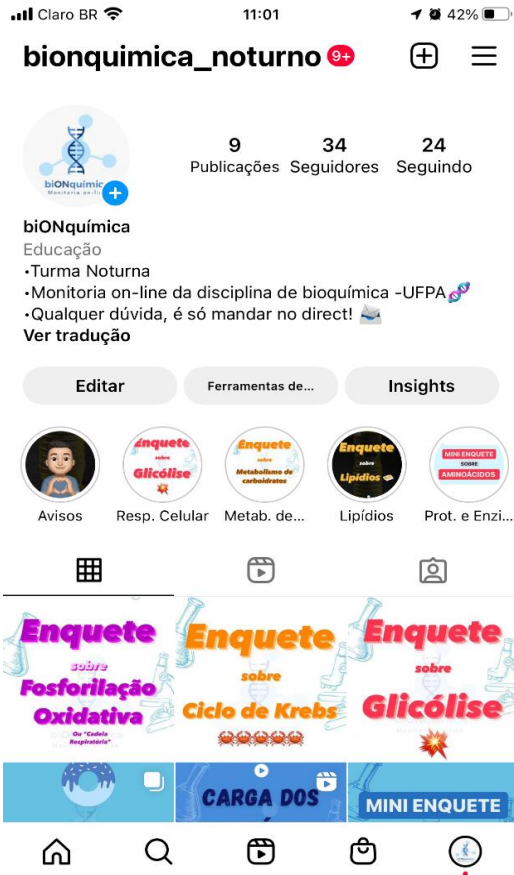 Claro BR
11:01
42%
bionquimica_noturno 9+
biONquímic
Monitoria on-li
9 34 24
Publicações Seguidores Seguindo
biONquímica
Educação
•Turma Noturna
•Monitoria on-line da disciplina de bioquímica -UFPA
•Qualquer dúvida, é só mandar no direct!
Ver tradução
Editar
Ferramentas de...
Insights
Enquete
sobre
Glicólise
Enquete
sobre
Metabolismo de
carboidratos
Enquete
sobre
Lipídios
MINI ENQUETE
SOBRE
AMINOÁCIDOS
Avisos
Resp. Celular
Metab. de...
Lipídios
Prot. e Enzi...
Enquete
sobre
Fosforilação
Oxidativa
Ou "Cadeia
Respiratória"
Enquete
sobre
Ciclo de Krebs
Enquete
sobre
Glicólise
CARGA DOS
MINI ENQUETE